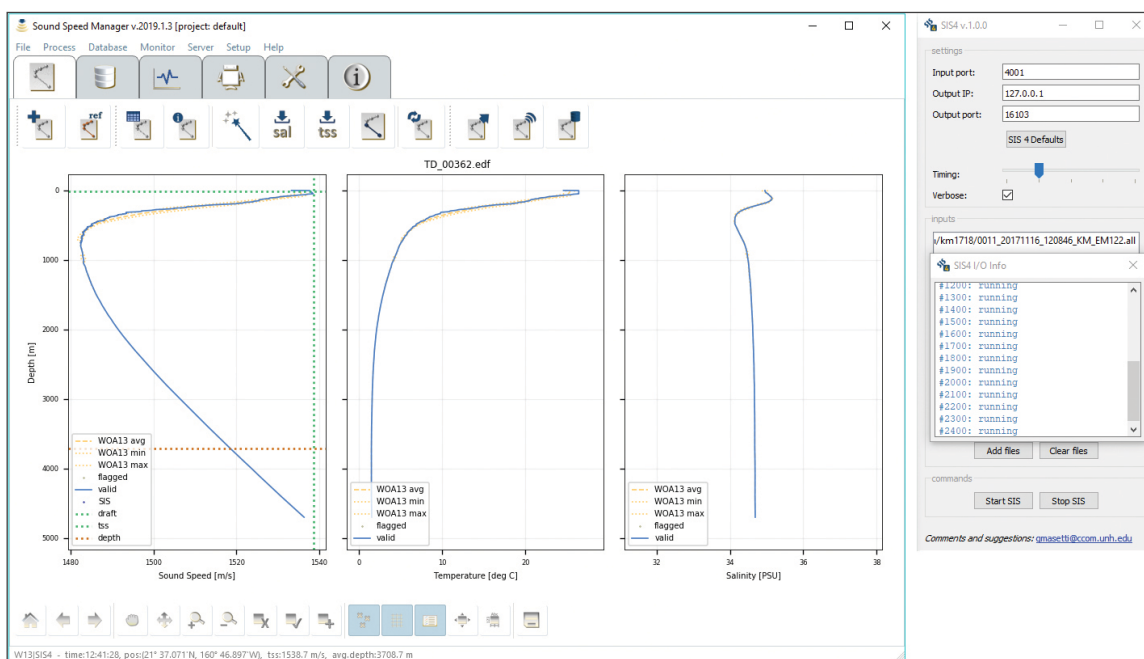 Sound Speed Manager v.2019.1.3 [project: default]
File Process Database Monitor Server Setup Help
ref
sal
tss
TD_00362.edf
0
1000
2000
3000
4000
5000
Depth [m]
WOA13 avg
WOA13 min
WOA13 max
flagged
valid
SIS
draft
tss
depth
1480 1500 1520 1540
Sound Speed [m/s]
WOA13 avg
WOA13 min
WOA13 max
flagged
valid
0 10 20
Temperature [deg C]
WOA13 avg
WOA13 min
WOA13 max
flagged
valid
32 34 36 38
Salinity [PSU]
W13|SIS4 - time:12:41:28, pos:(21° 37.071'N, 160° 46.897'W), tss:1538.7 m/s, avg.depth:3708.7 m
SIS4 v.1.0.0
settings
Input port: 4001
Output IP: 127.0.0.1
Output port: 16103
SIS 4 Defaults
Timing:
Verbose:
inputs
/km1718/0011_20171116_120846_KM_EM122.all
SIS4 I/O Info
#1200: running
#1300: running
#1400: running
#1500: running
#1600: running
#1700: running
#1800: running
#1900: running
#2000: running
#2100: running
#2200: running
#2300: running
#2400: running
Add files Clear files
commands
Start SIS Stop SIS
Comments and suggestions: gmasetti@ccom.unh.edu